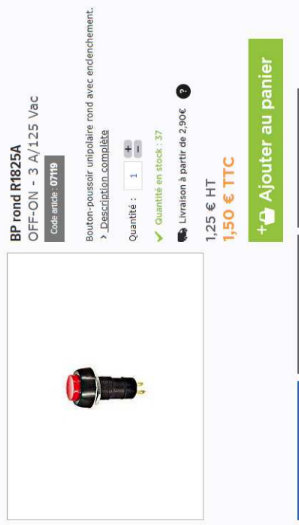 BP rond R1825A
OFF-ON - 3 A/125 Vac
Code article : 07119
Bouton-poussoir unipolaire rond avec enclenchement.
> Description complète
Quantité : 1 + -
✔ Quantité en stock : 37
Livraison à partir de 2,90€ ?
1,25 € HT
1,50 € TTC
+ Ajouter au panier